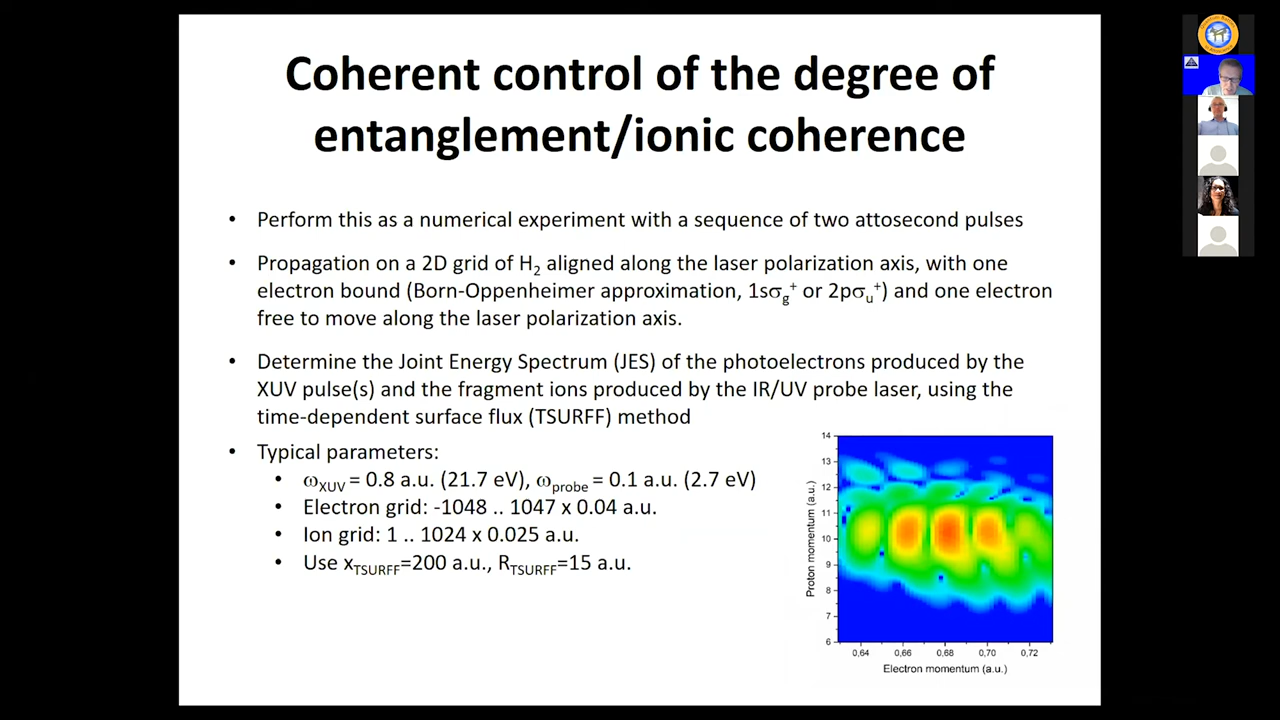 Coherent control of the degree of
entanglement/ionic coherence
• Perform this as a numerical experiment with a sequence of two attosecond pulses
• Propagation on a 2D grid of H₂ aligned along the laser polarization axis, with one
electron bound (Born-Oppenheimer approximation, 1sσg⁺ or 2pσu⁺) and one electron
free to move along the laser polarization axis.
• Determine the Joint Energy Spectrum (JES) of the photoelectrons produced by the
XUV pulse(s) and the fragment ions produced by the IR/UV probe laser, using the
time-dependent surface flux (TSURFF) method
• Typical parameters:
• ωXUV = 0.8 a.u. (21.7 eV), ωprobe = 0.1 a.u. (2.7 eV)
• Electron grid: -1048 .. 1047 x 0.04 a.u.
• Ion grid: 1 .. 1024 x 0.025 a.u.
• Use xTSURFF=200 a.u., RTSURFF=15 a.u.
Proton momentum (a.u.)
14
13
12
11
10
9
8
7
6
0,64 0,66 0,68 0,70 0,72
Electron momentum (a.u.)